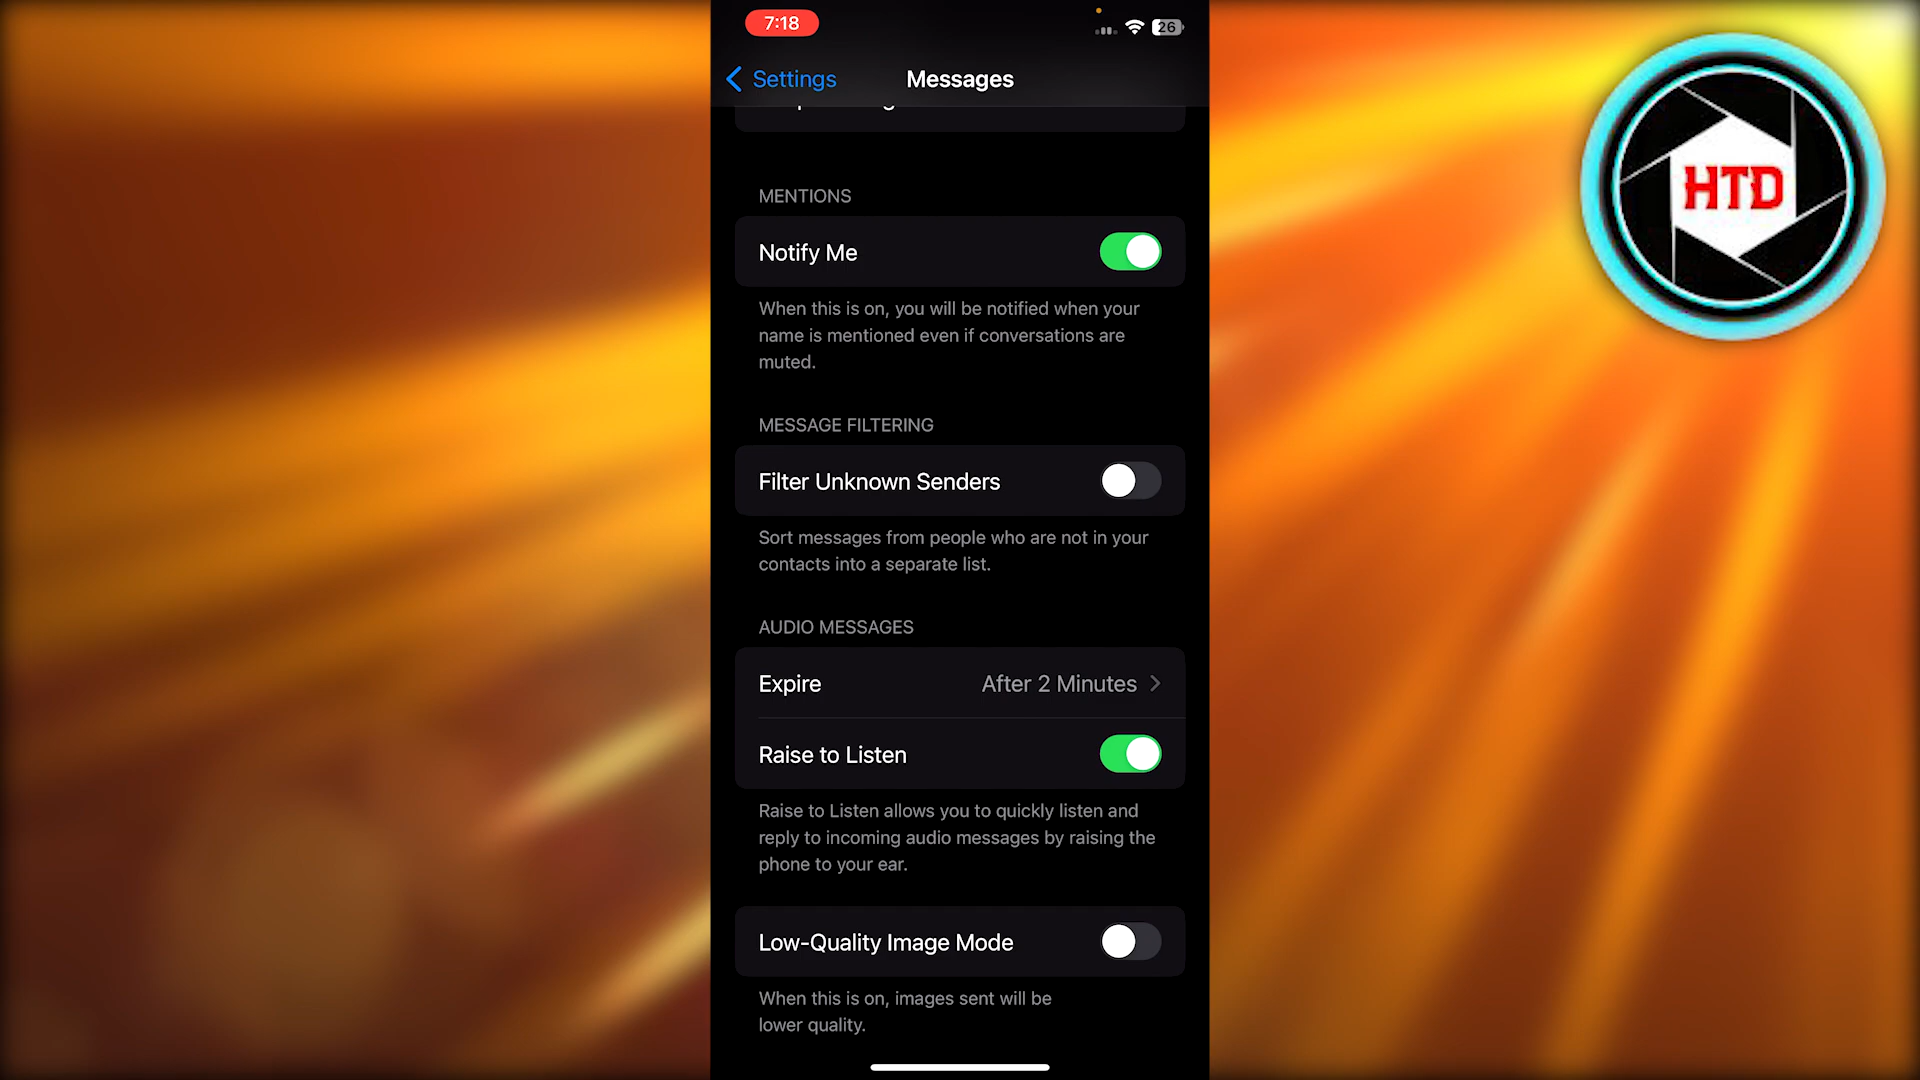 7:18
26
Settings
Messages
HTD
MENTIONS
Notify Me
When this is on, you will be notified when your
name is mentioned even if conversations are
muted.
MESSAGE FILTERING
Filter Unknown Senders
Sort messages from people who are not in your
contacts into a separate list.
AUDIO MESSAGES
Expire After 2 Minutes
Raise to Listen
Raise to Listen allows you to quickly listen and
reply to incoming audio messages by raising the
phone to your ear.
Low-Quality Image Mode
When this is on, images sent will be
lower quality.